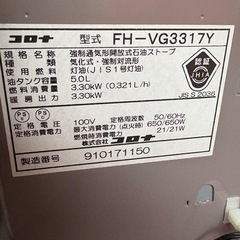 コロナ 型式 FH-VG3317Y
規格名称 強制通気形開放式石油ストーブ
種類 気化式・強制対流形
使用燃料 灯油(JIS1号灯油)
5.0L
燃料消費量 3.30kW (0.321L/h)
暖房出力 3.30kW
認証
JHIA
JIS S 2036
PS
E
定格電圧 100V 定格周波数 50/60Hz
最大消費電力 点火時 650/650W
定格消費電力 燃焼時 21/21W
株式会社コロナ
製造番号 910171150